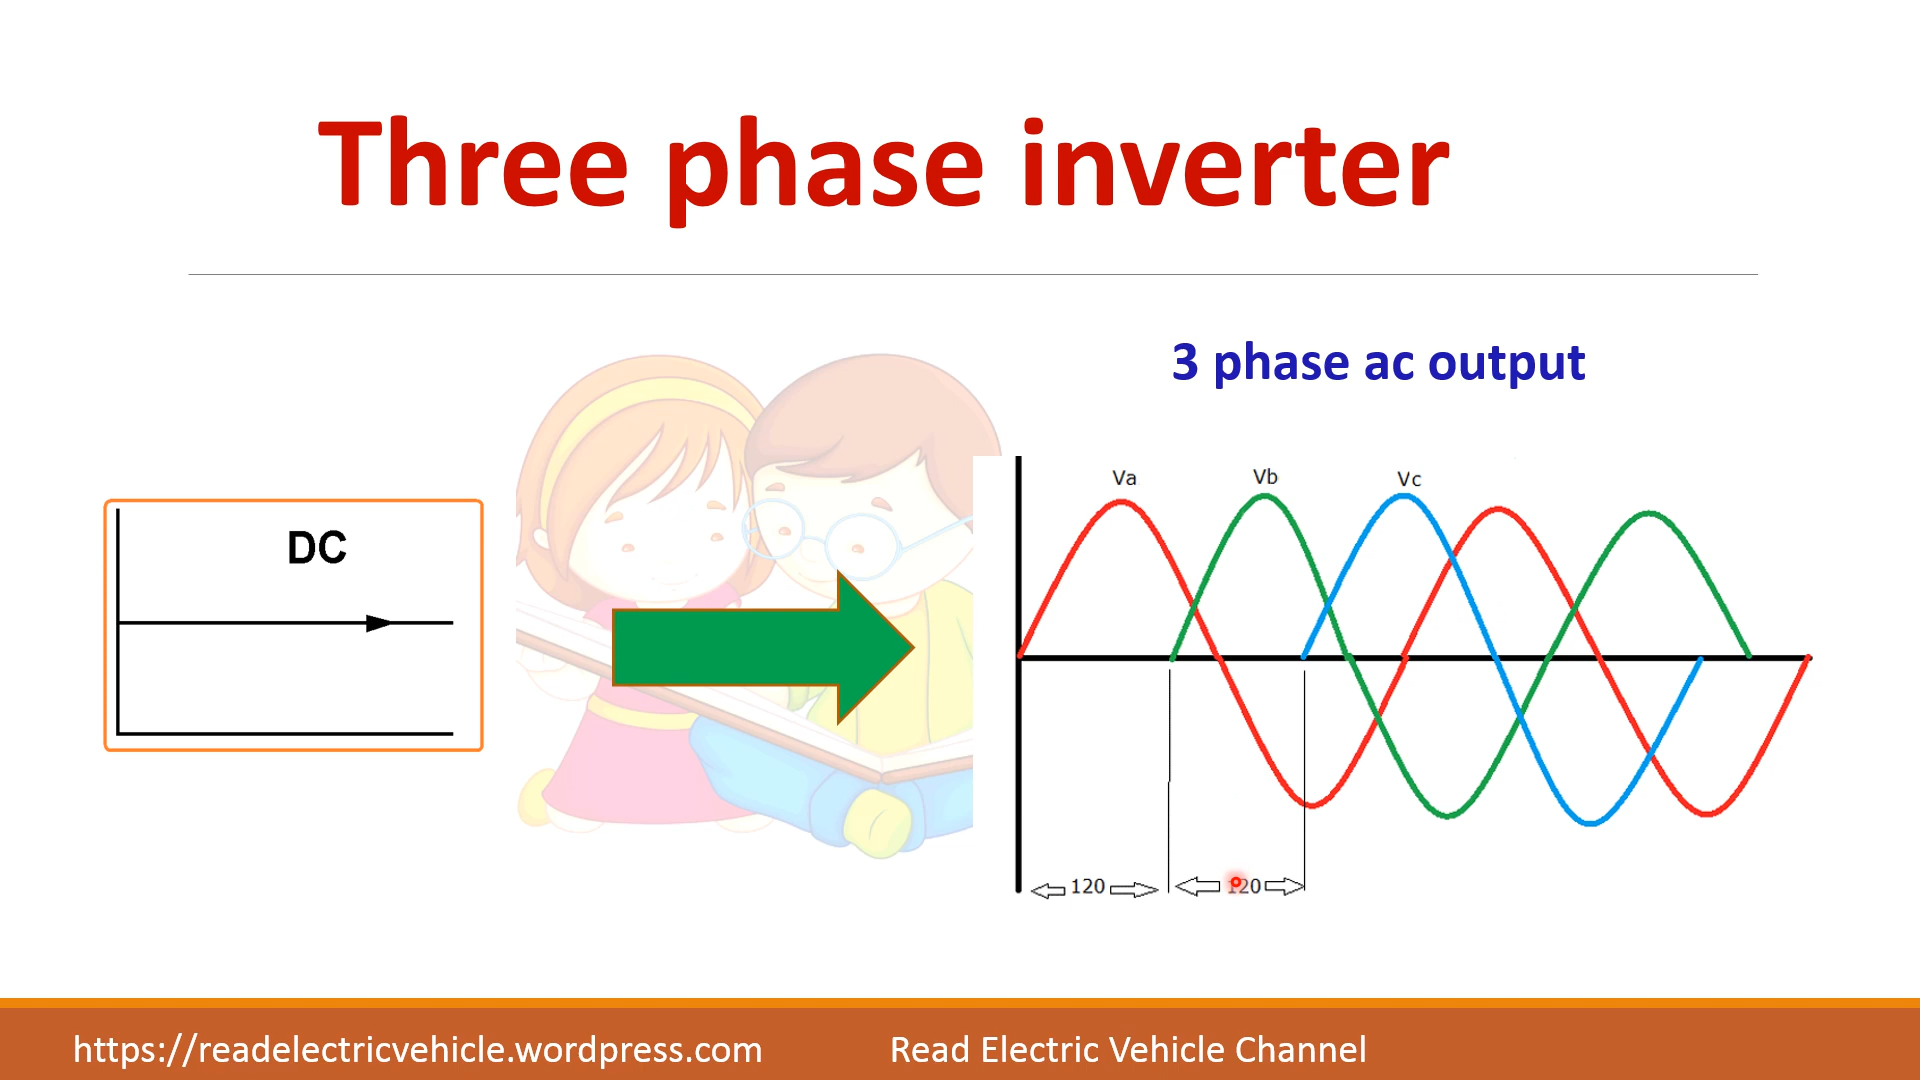 Three phase inverter
3 phase ac output
DC
Va Vb Vc
120 120
https://readelectricvehicle.wordpress.com Read Electric Vehicle Channel